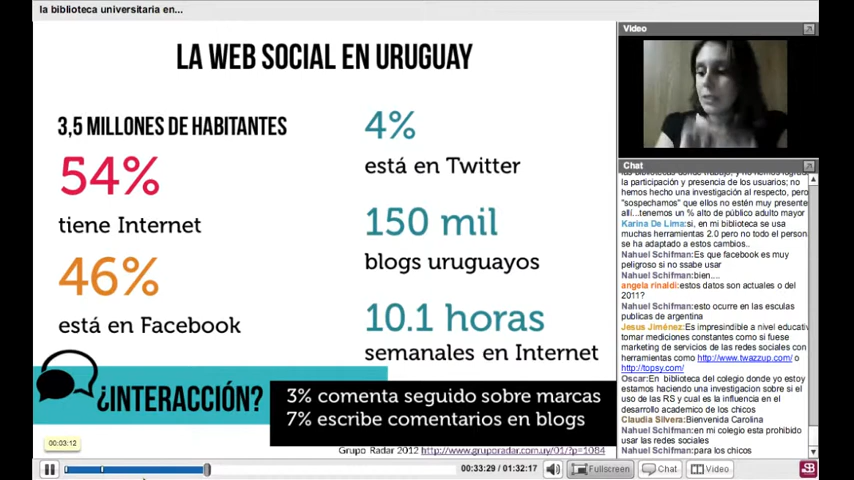 la biblioteca universitaria en...
LA WEB SOCIAL EN URUGUAY
3,5 MILLONES DE HABITANTES
54%
tiene Internet
46%
está en Facebook
4%
está en Twitter
150 mil
blogs uruguayos
10.1 horas
semanales en Internet
¿INTERACCIÓN?
3% comenta seguido sobre marcas
7% escribe comentarios en blogs
Grupo Radar 2012 http://www.gruporadar.com.uy/01/?p=1084
00:03:12
00:33:29 / 01:32:17
Fullscreen
Chat
Video
SB
Video
Chat
la participación y presencia de los usuarios; no
hemos hecho una investigación al respecto, pero
"sospechamos" que ellos no estén muy presente
allí...tenemos un % alto de público adulto mayor
Karina De Lima:si, en mi biblioteca se usa
muchas herramientas 2.0 pero no todo el person
se ha adaptado a estos cambios..
Nahuel Schifman:Es que facebook es muy
peligroso si no ssabe usar
Nahuel Schifman:bien....
angela rinaldi:estos datos son actuales o del
2011?
Nahuel Schifman:esto ocurre en las esculas
publicas de argentina
Jesus Jiménez:Es impresindible a nivel educativ
tomar mediciones constantes como si fuese
marketing de servicios de las redes sociales con
herramientas como http://www.twazzup.com/ o
http://topsy.com/
Oscar:En biblioteca del colegio donde yo estoy
estamos haciendo una investigacion sobre si el
uso de las RS y cual es la influencia en el
desarrollo academico de los chicos
Claudia Silvera:Bienvenida Carolina
Nahuel Schifman:en mi colegio esta prohibido
usar las redes sociales
Nahuel Schifman:para los chicos